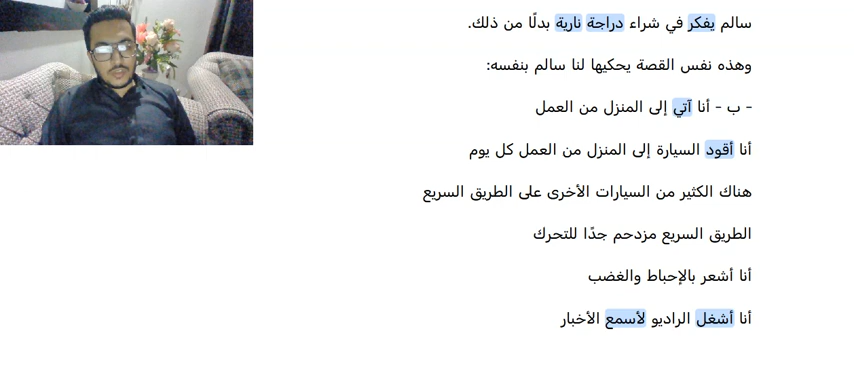 سالم يفكر في شراء دراجة نارية بدلًا من ذلك.
وهذه نفس القصة يحكيها لنا سالم بنفسه:
- ب - أنا آتي إلى المنزل من العمل
أنا أقود السيارة إلى المنزل من العمل كل يوم
هناك الكثير من السيارات الأخرى على الطريق السريع
الطريق السريع مزدحم جدًا للتحرك
أنا أشعر بالإحباط والغضب
أنا أشغل الراديو لأسمع الأخبار